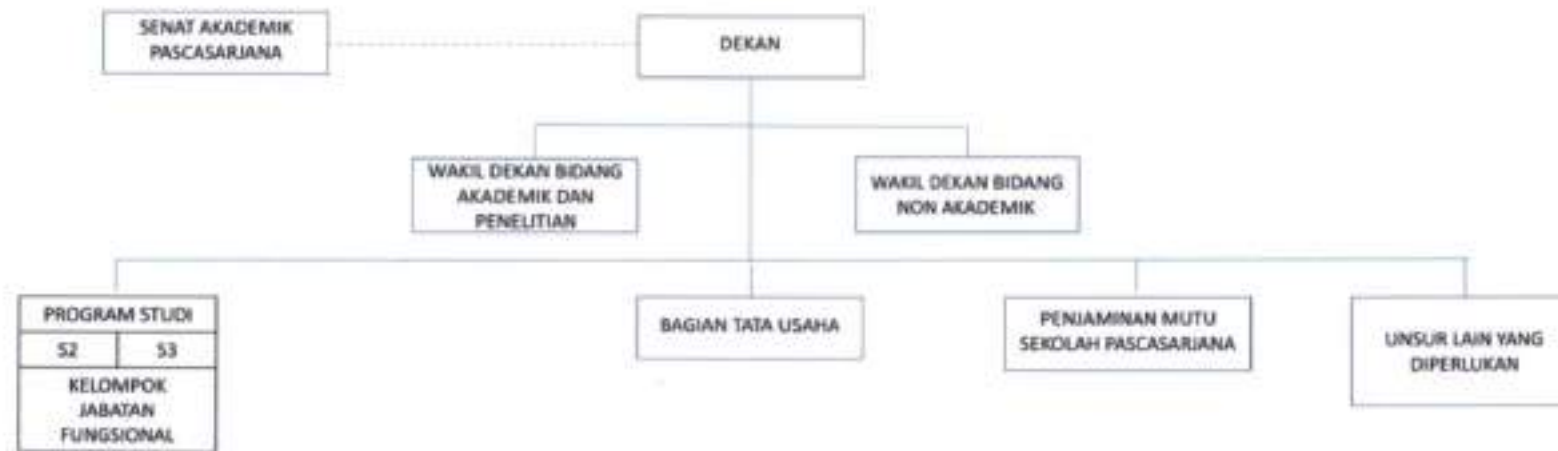 SENAT AKADEMIK
PASCASARJANA
DEKAN
WAKIL DEKAN BIDANG
AKADEMIK DAN
PENELITIAN
WAKIL DEKAN BIDANG
NON AKADEMIK
PROGRAM STUDI
S2
S3
KELOMPOK
JABATAN
FUNGSIONAL
BAGIAN TATA USAHA
PENJAMINAN MUTU
SEKOLAH PASCASARJANA
UNSUR LAIN YANG
DIPERLUKAN